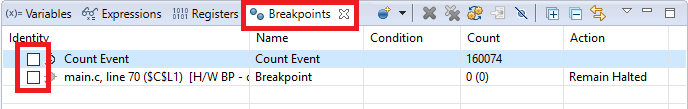 (x)= Variables Expressions 1010 0101 Registers Breakpoints
Identity Name Condition Count Action
Count Event Count Event 160074
main.c, line 70 ($C$L1) [H/W BP - Breakpoint 0 (0) Remain Halted